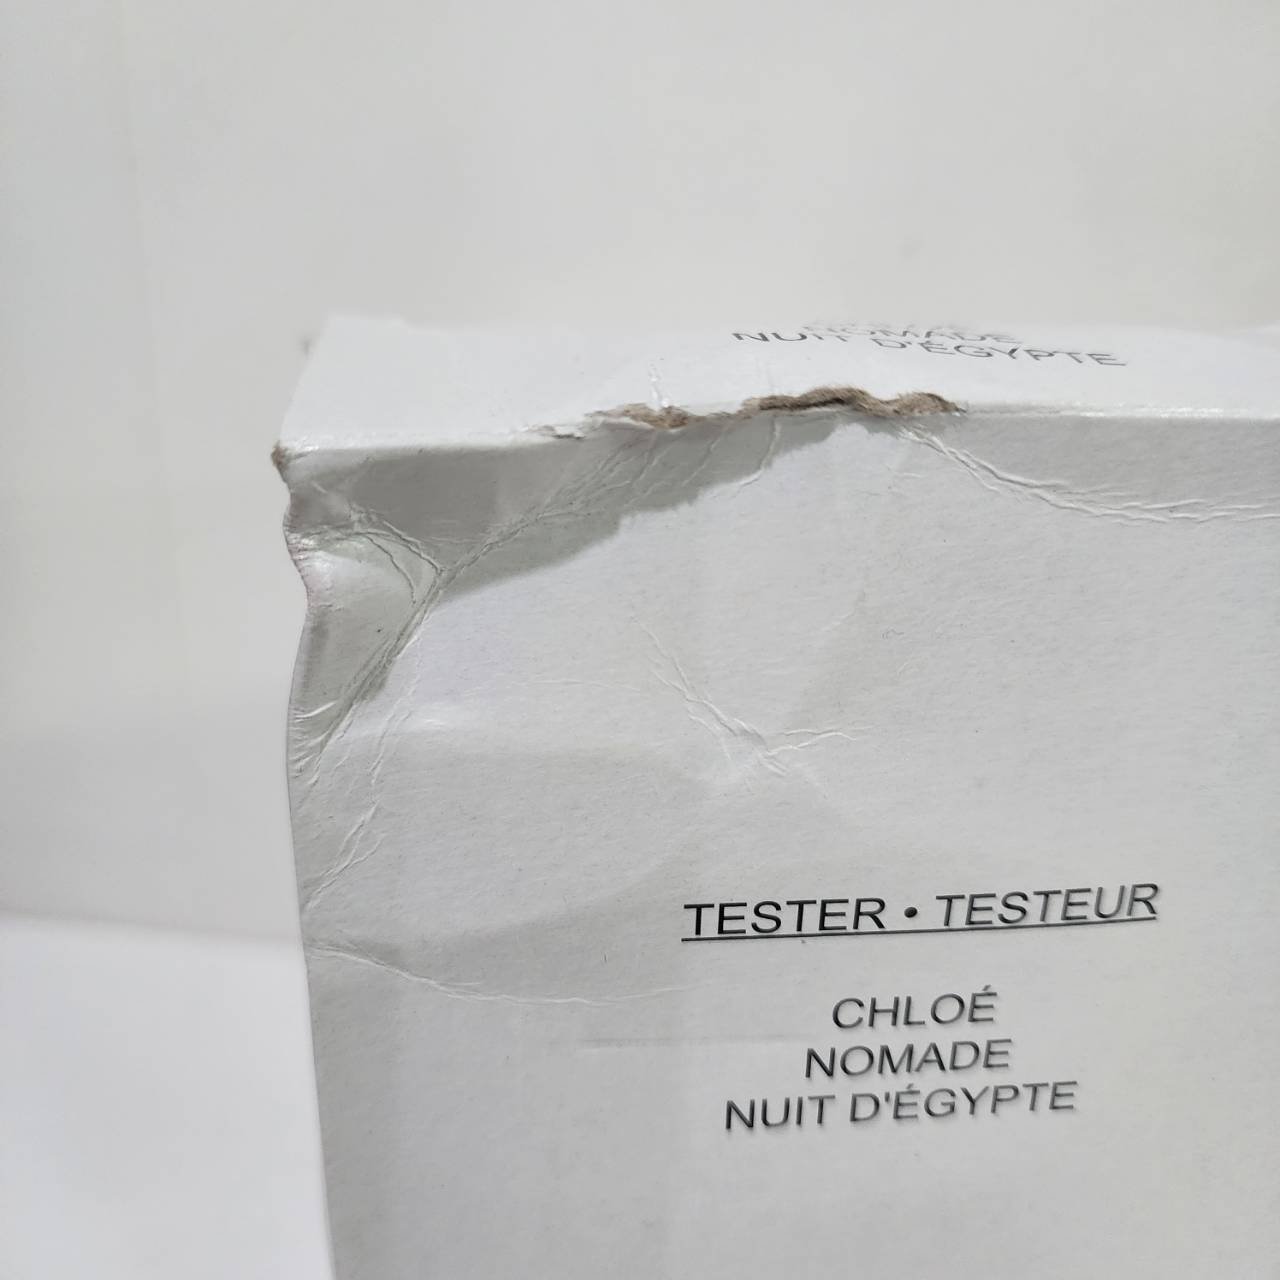 NOMADE
NUIT D'ÉGYPTE
TESTER • TESTEUR
CHLOÉ
NOMADE
NUIT D'ÉGYPTE